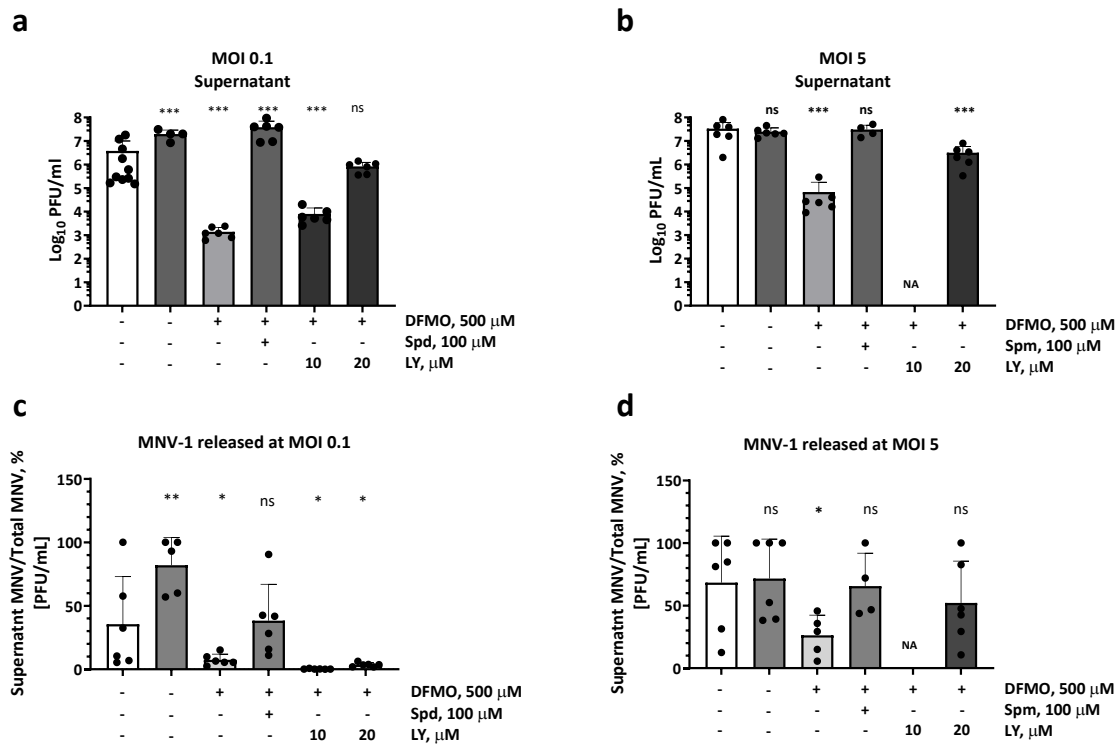 a
MOI 0.1
Supernatant
*** *** *** *** ns
Log10 PFU/ml
8
7
6
5
4
3
2
1
0
- - + + + + DFMO, 500 μM
- - - + - - Spd, 100 μM
- - - - 10 20 LY, μM
b
MOI 5
Supernatant
ns *** ns ***
Log10 PFU/mL
8
7
6
5
4
3
2
1
0
NA
- - + + + + DFMO, 500 μM
- - - + - - Spm, 100 μM
- - - - 10 20 LY, μM
c
MNV-1 released at MOI 0.1
Supernatnt MNV/Total MNV, %
[PFU/mL]
150
100
50
0
** * ns * *
- - + + + + DFMO, 500 μM
- - - + - - Spd, 100 μM
- - - - 10 20 LY, μM
d
MNV-1 released at MOI 5
Supernatnt MNV/Total MNV, %
[PFU/mL]
150
100
50
0
ns * ns ns
NA
- - + + + + DFMO, 500 μM
- - - + - - Spm, 100 μM
- - - - 10 20 LY, μM